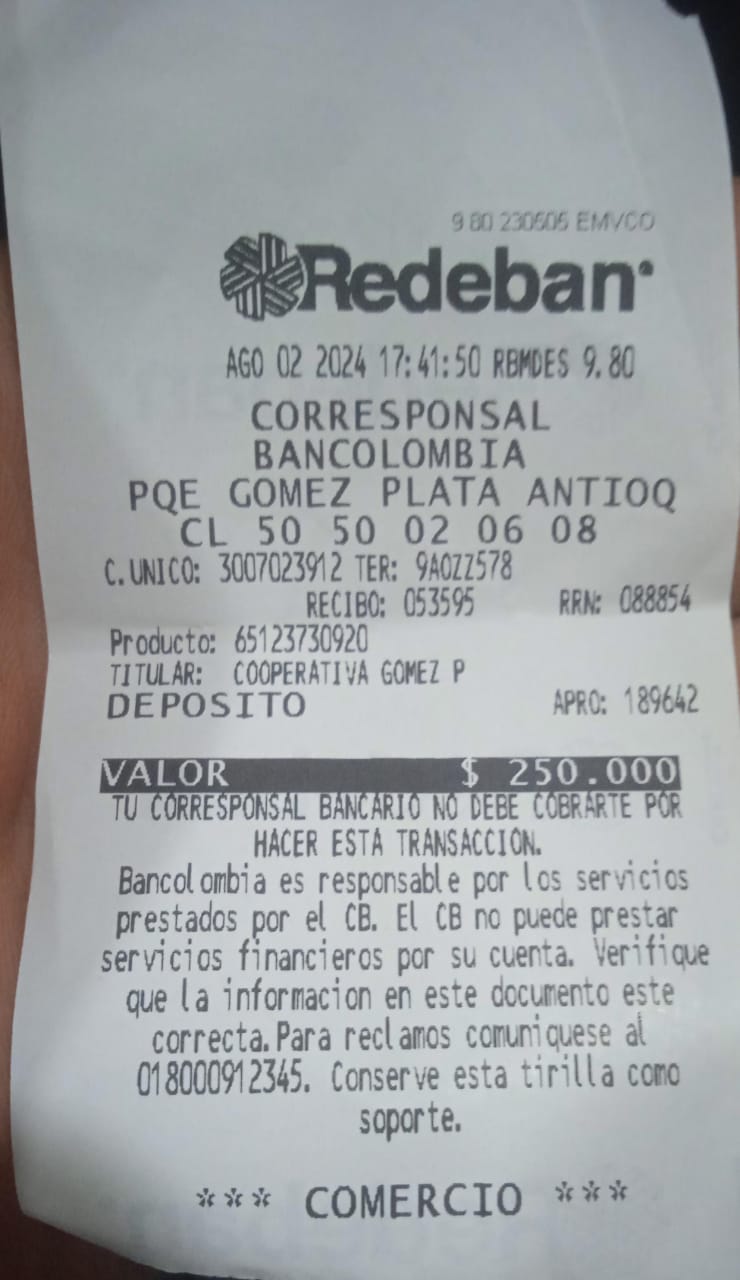 9 80 230505 EMVCO
Redeban
AGO 02 2024 17:41:50 RBMDES 9.80
CORRESPONSAL
BANCOLOMBIA
PQE GOMEZ PLATA ANTIOQ
CL 50 50 02 06 08
C.UNICO: 3007023912 TER: 9A0ZZ578
RECIBO: 053595 RRN: 088854
Producto: 65123730920
TITULAR: COOPERATIVA GOMEZ P
DEPOSITO APRO: 189642
VALOR $ 250.000
TU CORRESPONSAL BANCARIO NO DEBE COBRARTE POR
HACER ESTA TRANSACCION.
Bancolombia es responsable por los servicios
prestados por el CB. El CB no puede prestar
servicios financieros por su cuenta. Verifique
que la informacion en este documento este
correcta.Para reclamos comuniquese al
018000912345. Conserve esta tirilla como
soporte.
*** COMERCIO ***